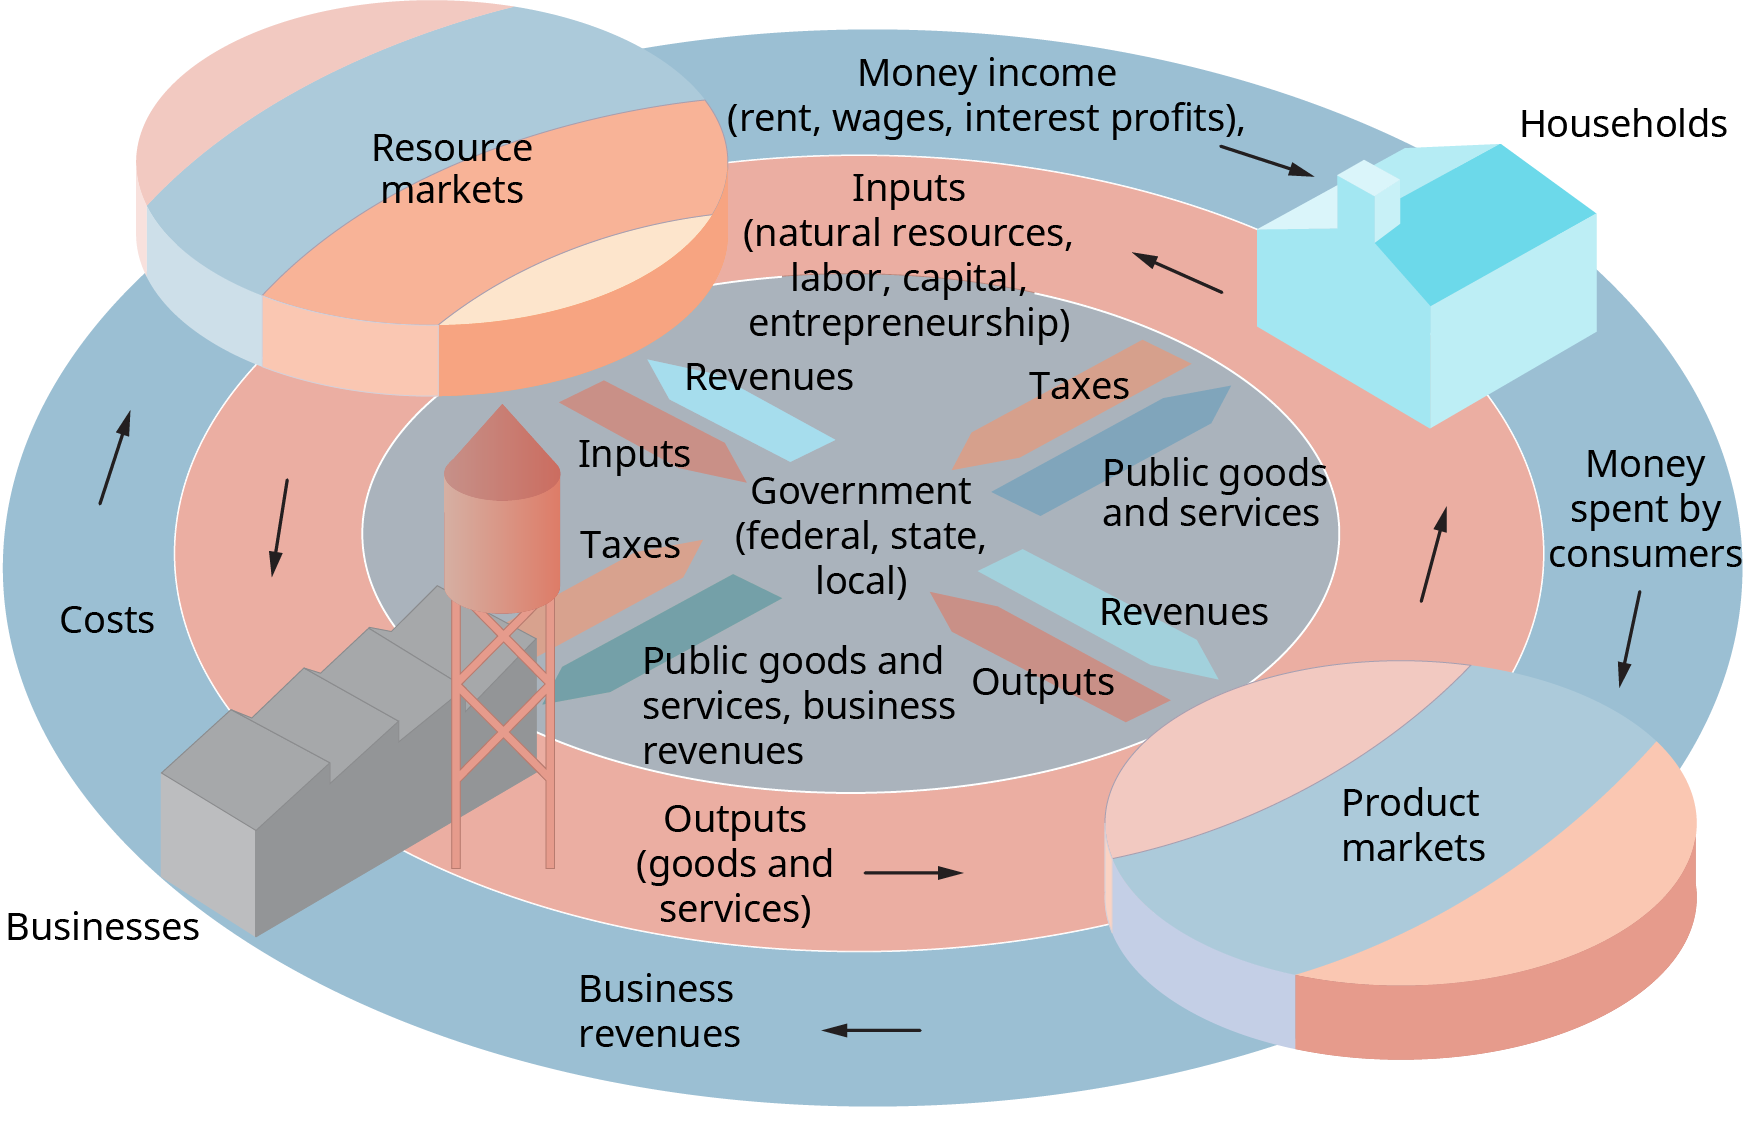 Money income
(rent, wages, interest profits),
Households
Resource
markets
Inputs
(natural resources,
labor, capital,
entrepreneurship)
Revenues
Taxes
Inputs
Public goods
and services
Money
spent by
consumers
Government
(federal, state,
local)
Taxes
Costs
Revenues
Public goods and
services, business
revenues
Outputs
Outputs
(goods and
services)
Product
markets
Businesses
Business
revenues